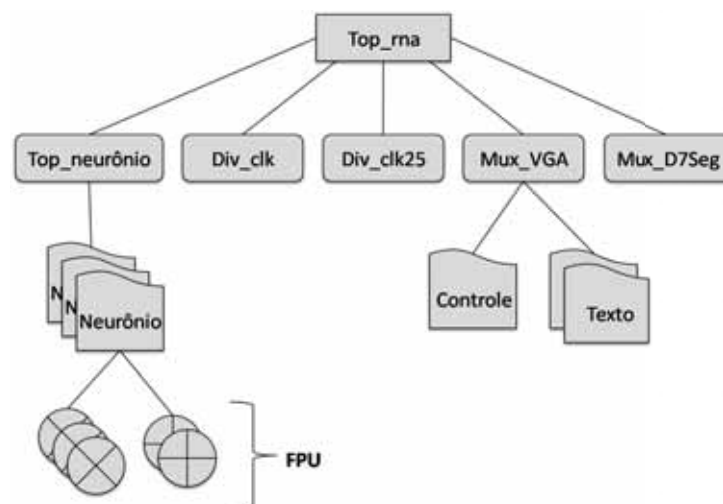 Top_rna
Top_neurônio
Div_clk
Div_clk25
Mux_VGA
Mux_D7Seg
N
N
Neurônio
Controle
Texto
FPU